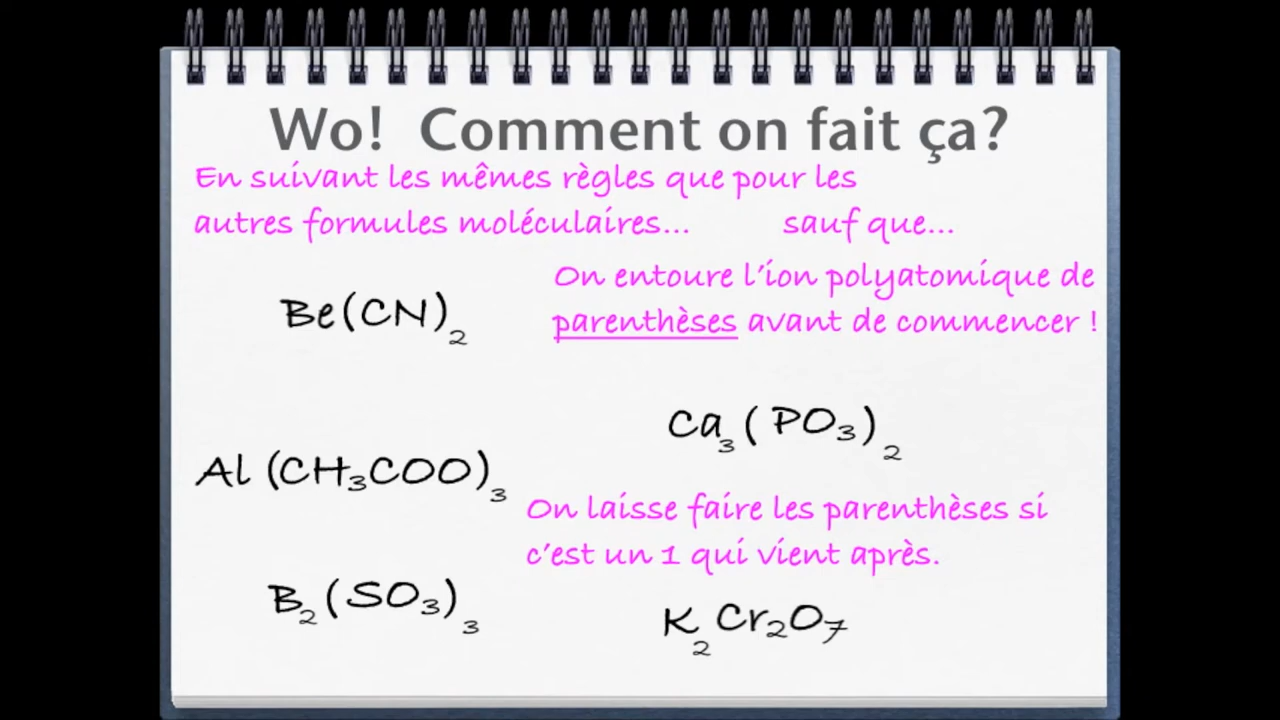 Wo! Comment on fait ça?
En suivant les mêmes règles que pour les
autres formules moléculaires... sauf que...
On entoure l'ion polyatomique de
parenthèses avant de commencer !
Be(CN)₂
Ca₃(PO₃)₂
Al(CH₃COO)₃
On laisse faire les parenthèses si
c'est un 1 qui vient après.
B₂(SO₃)₃
K₂Cr₂O₇